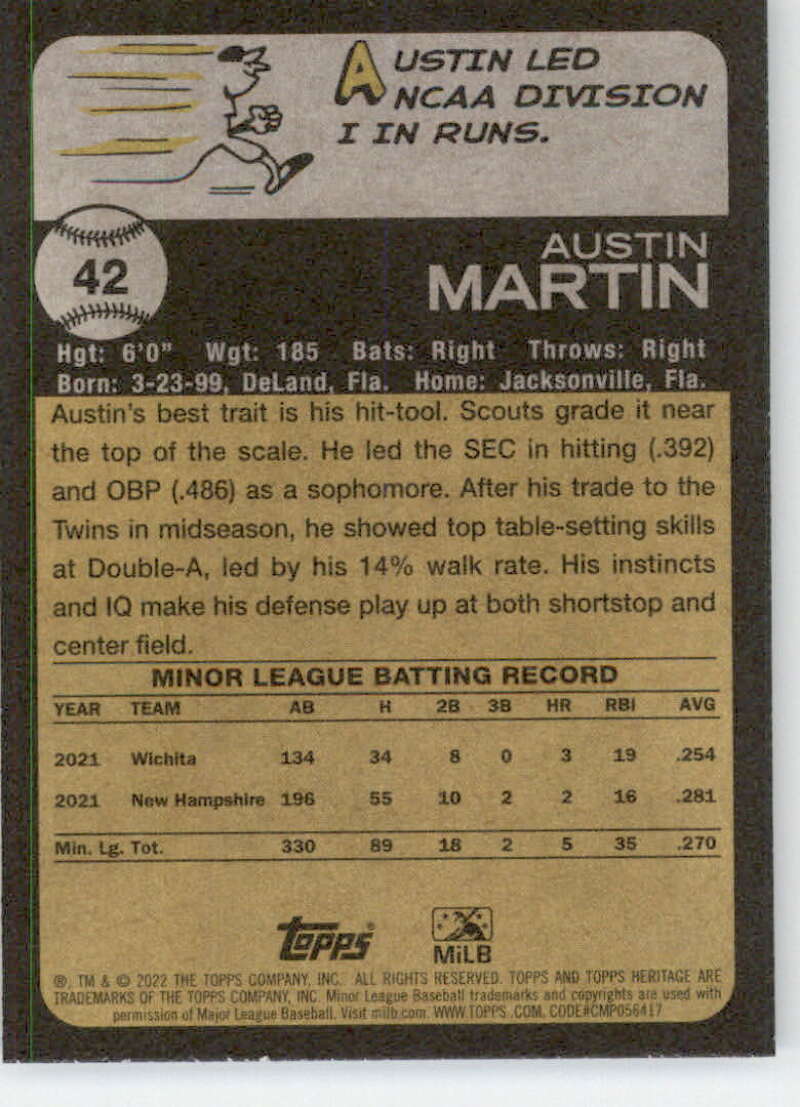 AUSTIN LED
NCAA DIVISION
I IN RUNS.
42
AUSTIN
MARTIN
Hgt: 6'0" Wgt: 185 Bats: Right Throws: Right
Born: 3-23-99, DeLand, Fla. Home: Jacksonville, Fla.
Austin's best trait is his hit-tool. Scouts grade it near
the top of the scale. He led the SEC in hitting (.392)
and OBP (.486) as a sophomore. After his trade to the
Twins in midseason, he showed top table-setting skills
at Double-A, led by his 14% walk rate. His instincts
and IQ make his defense play up at both shortstop and
center field.
MINOR LEAGUE BATTING RECORD
YEAR TEAM AB H 2B 3B HR RBI AVG
2021 Wichita 134 34 8 0 3 19 .254
2021 New Hampshire 196 55 10 2 2 16 .281
Min. Lg. Tot. 330 89 18 2 5 35 .270
topps
MiLB
®, TM & © 2022 THE TOPPS COMPANY, INC. ALL RIGHTS RESERVED. TOPPS AND TOPPS HERITAGE ARE
TRADEMARKS OF THE TOPPS COMPANY, INC. Minor League Baseball trademarks and copyrights are used with
permission of Major League Baseball. Visit milb.com. WWW.TOPPS.COM. CODE#CMP056417